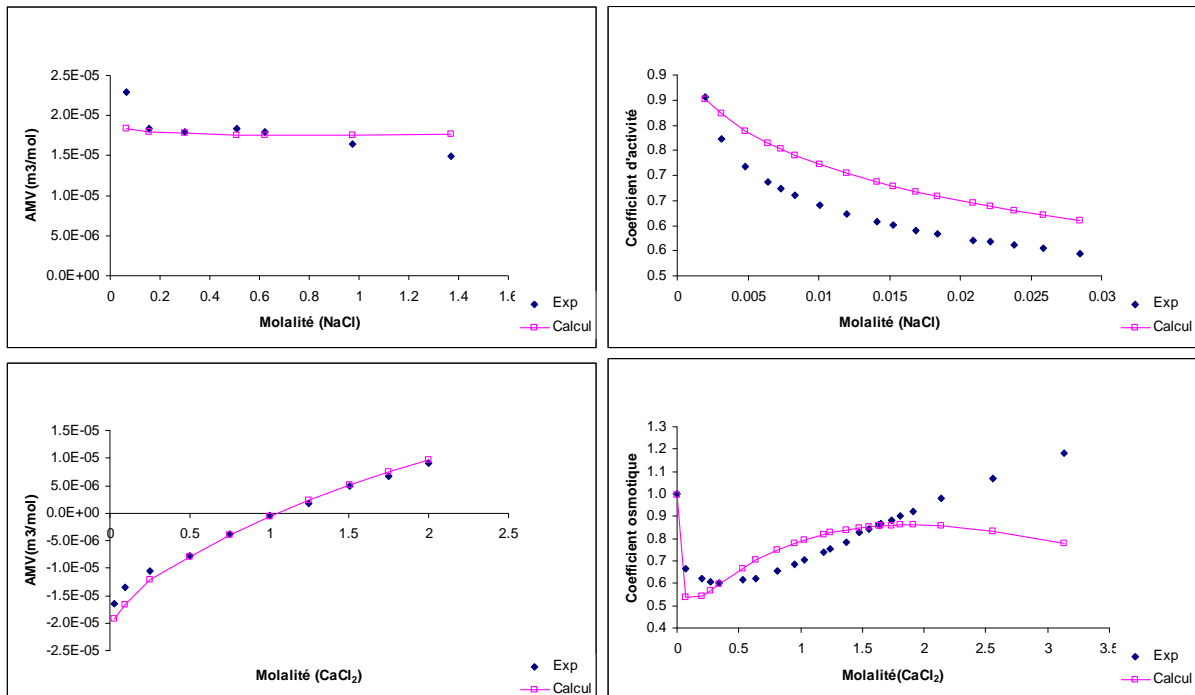 2.5E-05
2.0E-05
1.5E-05
1.0E-05
5.0E-06
0.0E+00
AMV(m3/mol)
0 0.2 0.4 0.6 0.8 1 1.2 1.4 1.6
Molalité (NaCl)
Exp
Calcul
0.9
0.9
0.8
0.8
0.7
0.7
0.6
0.6
0.5
Coefficient d'activité
0 0.005 0.01 0.015 0.02 0.025 0.03
Molalité (NaCl)
Exp
Calcul
1.5E-05
1.0E-05
5.0E-06
0.0E+00
-5.0E-06
-1.0E-05
-1.5E-05
-2.0E-05
-2.5E-05
AMV(m3/mol)
0 0.5 1 1.5 2 2.5
Molalité (CaCl₂)
Exp
Calcul
1.3
1.2
1.1
1.0
0.9
0.8
0.7
0.6
0.5
0.4
Coefficient osmotique
0 0.5 1 1.5 2 2.5 3 3.5
Molalité(CaCl₂)
Exp
Calcul